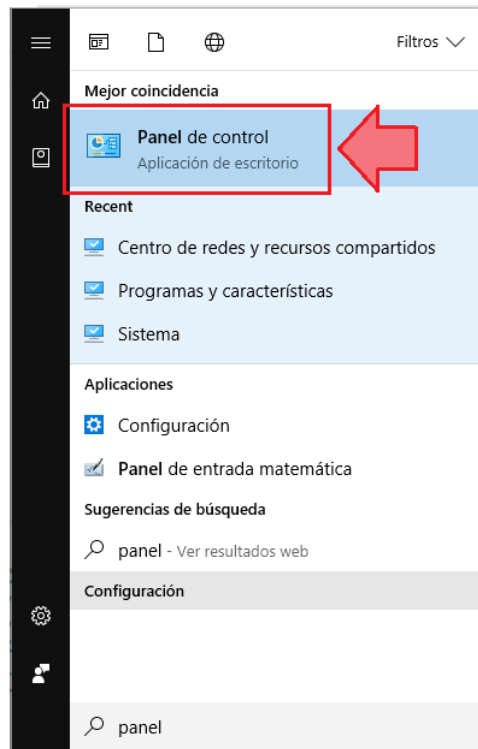 Filtros
Mejor coincidencia
Panel de control
Aplicación de escritorio
Recent
Centro de redes y recursos compartidos
Programas y características
Sistema
Aplicaciones
Configuración
Panel de entrada matemática
Sugerencias de búsqueda
panel - Ver resultados web
Configuración
panel